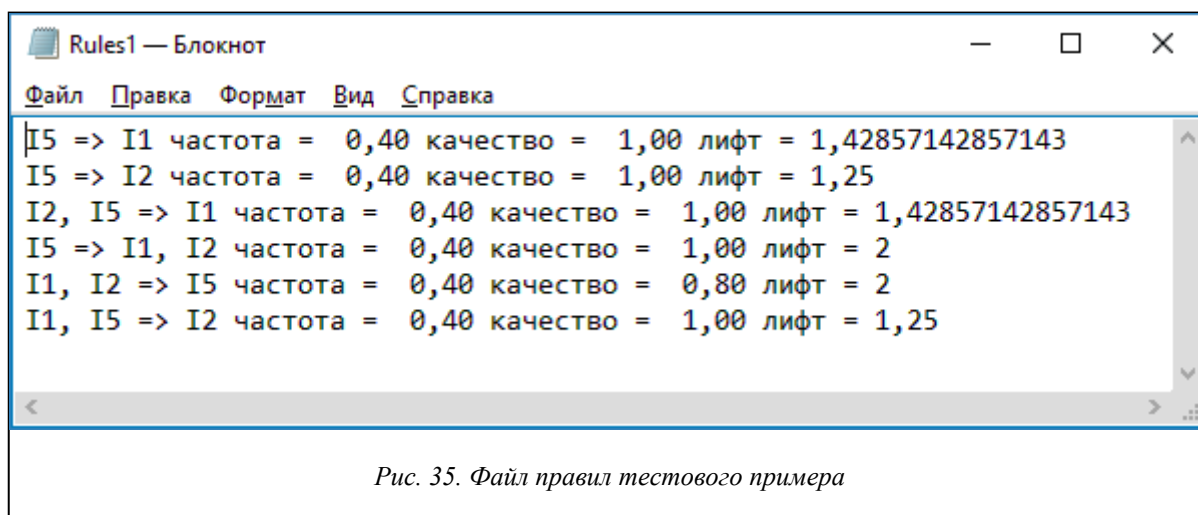 Rules1 — Блокнот
Файл Правка Формат Вид Справка
I5 => I1 частота =  0,40 качество =  1,00 лифт = 1,42857142857143
I5 => I2 частота =  0,40 качество =  1,00 лифт = 1,25
I2, I5 => I1 частота =  0,40 качество =  1,00 лифт = 1,42857142857143
I5 => I1, I2 частота =  0,40 качество =  1,00 лифт = 2
I1, I2 => I5 частота =  0,40 качество =  0,80 лифт = 2
I1, I5 => I2 частота =  0,40 качество =  1,00 лифт = 1,25
Рис. 35. Файл правил тестового примера